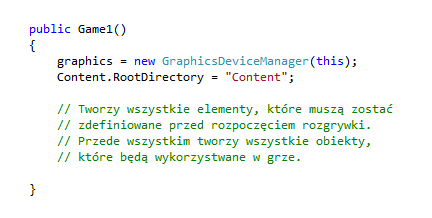 public Game1()
{
graphics = new GraphicsDeviceManager(this);
Content.RootDirectory = "Content";
// Tworzy wszystkie elementy, które muszą zostać
// zdefiniowane przed rozpoczęciem rozgrywki.
// Przede wszystkim tworzy wszystkie obiekty,
// które będą wykorzystwane w grze.
}